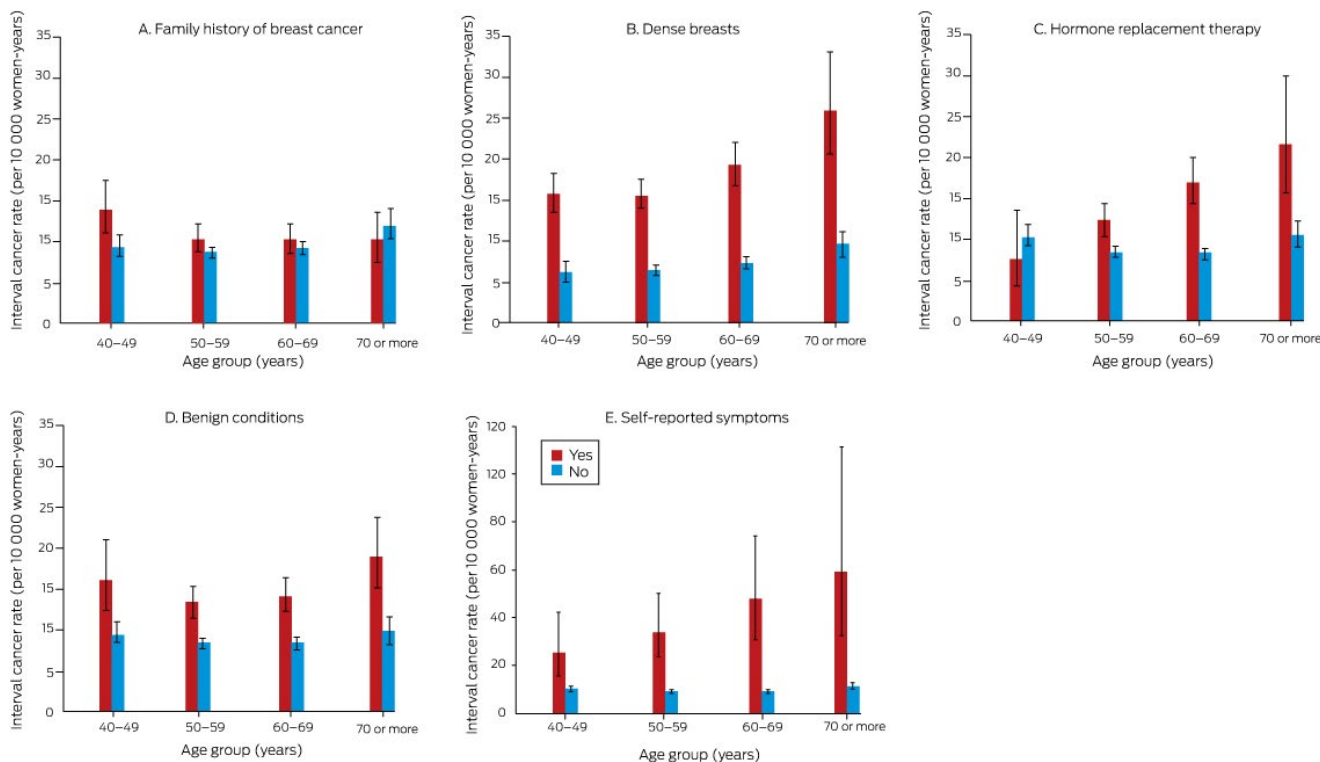 A. Family history of breast cancer
Interval cancer rate (per 10 000 women-years)
35
30
20
15
15
5
0
40–49
50–59
60–69
70 or more
Age group (years)
B. Dense breasts
Interval cancer rate (per 10 000 women-years)
35
30
20
15
15
5
0
40–49
50–59
60–69
70 or more
Age group (years)
C. Hormone replacement therapy
Interval cancer rate (per 10 000 women-years)
35
30
20
15
15
5
0
40–49
50–59
60–69
70 or more
Age group (years)
D. Benign conditions
Interval cancer rate (per 10 000 women-years)
35
30
20
15
15
5
0
40–49
50–59
60–69
70 or more
Age group (years)
E. Self-reported symptoms
Interval cancer rate (per 10 000 women-years)
120
120
80
60
40
20
0
Yes
No
40–49
50–59
60–69
70 or more
Age group (years)